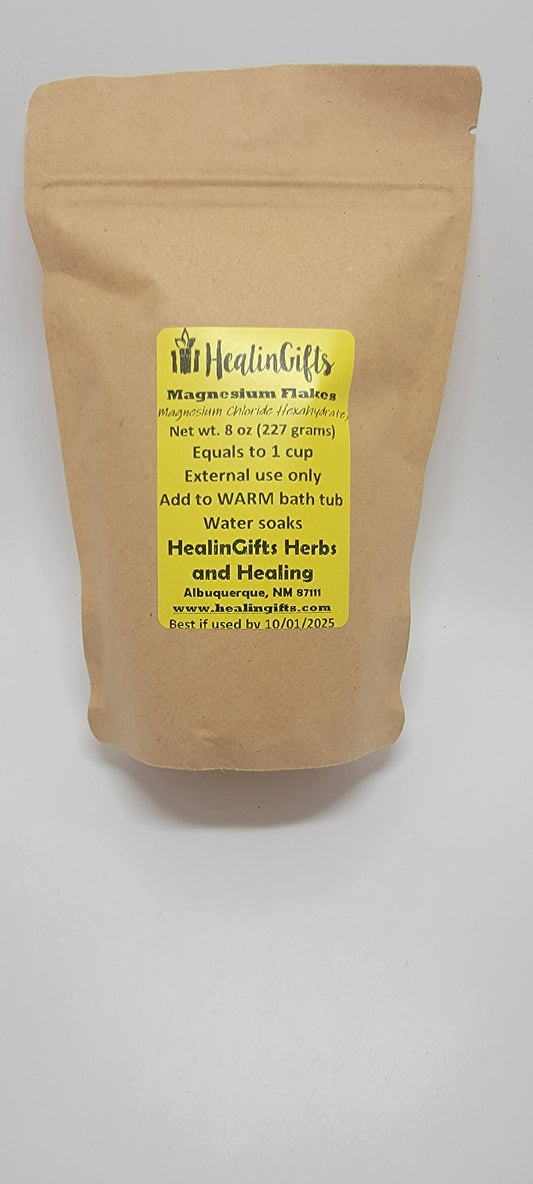 HealinGifts
Magnesium Flakes
Magnesium Chloride Hexahydrate,
Net wt. 8 oz (227 grams)
Equals to 1 cup
External use only
Add to WARM bath tub
Water soaks
HealinGifts Herbs
and Healing
Albuquerque, NM 87111
www.healingifts.com
Best if used by 10/01/2025